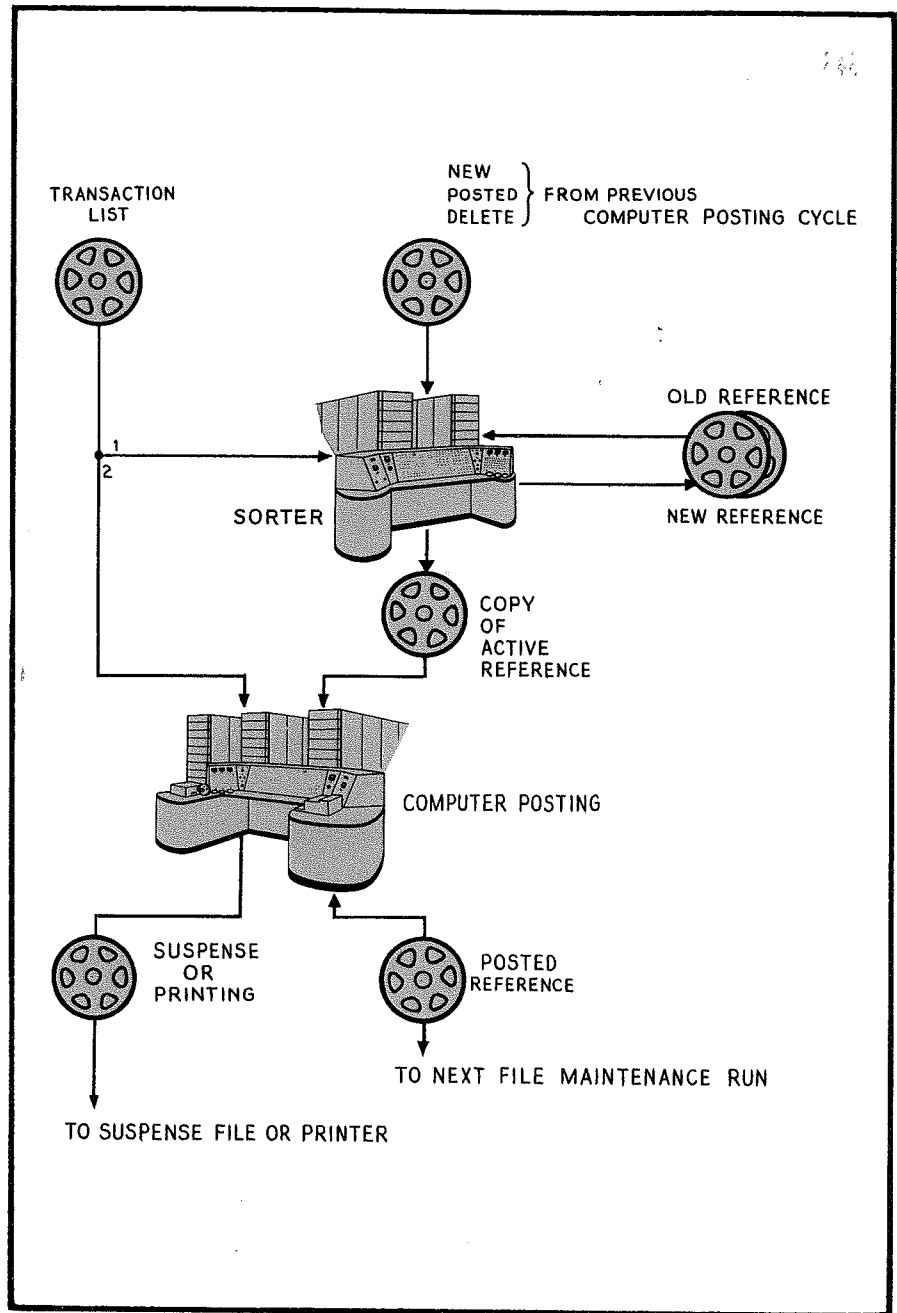 TRANSACTION
LIST
NEW
POSTED
DELETE
FROM PREVIOUS
COMPUTER POSTING CYCLE
OLD REFERENCE
1
2
SORTER
NEW REFERENCE
COPY
OF
ACTIVE
REFERENCE
COMPUTER POSTING
SUSPENSE
OR
PRINTING
POSTED
REFERENCE
TO NEXT FILE MAINTENANCE RUN
TO SUSPENSE FILE OR PRINTER